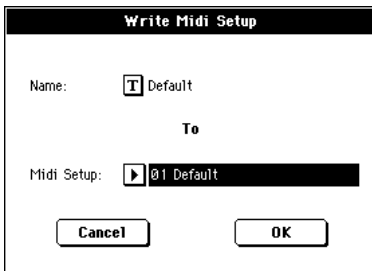 Write Midi Setup
Name: T Default
To
Midi Setup: 01 Default
Cancel OK